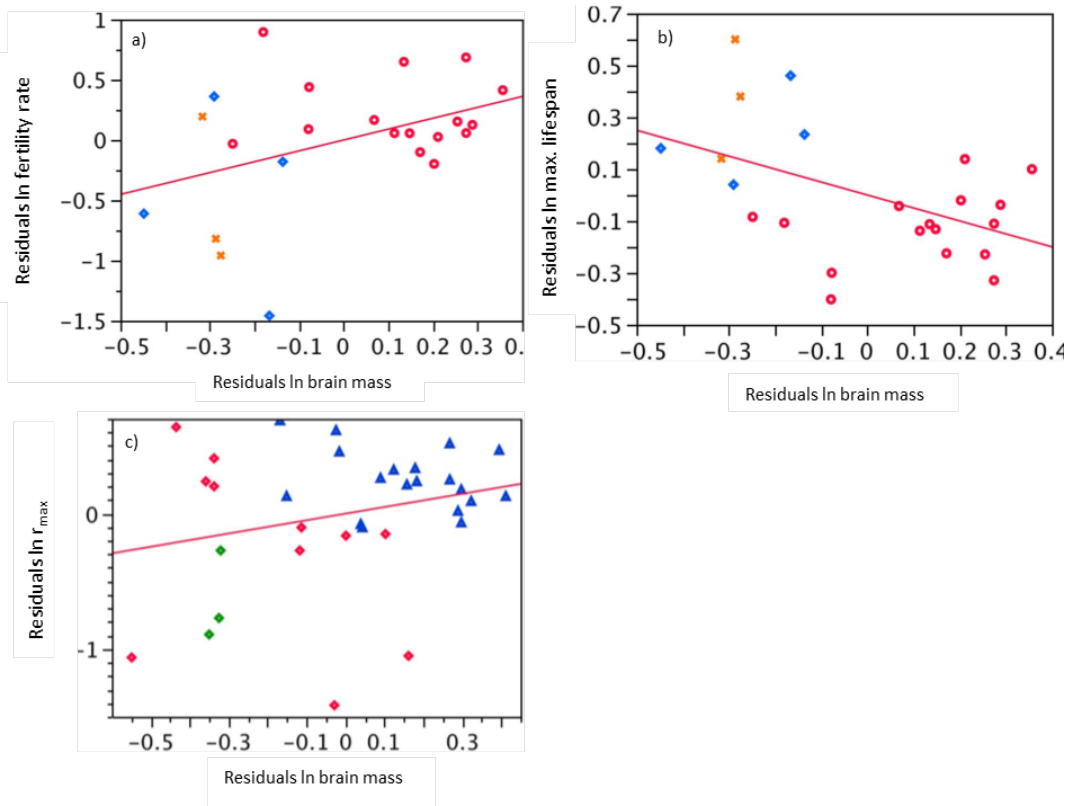 a)
Residuals ln fertility rate
1
0.5
0
−0.5
−1
−1.5
−0.5 −0.3 −0.1 0 0.1 0.2 0.3 0.
Residuals ln brain mass
b)
Residuals ln max. lifespan
0.7
0.5
0.3
0.1
−0.1
−0.3
−0.5
−0.5 −0.3 −0.1 0 0.1 0.2 0.3 0.4
Residuals ln brain mass
c)
Residuals ln rmax
0
-1
−0.5 −0.3 −0.1 0 0.1 0.3
Residuals ln brain mass